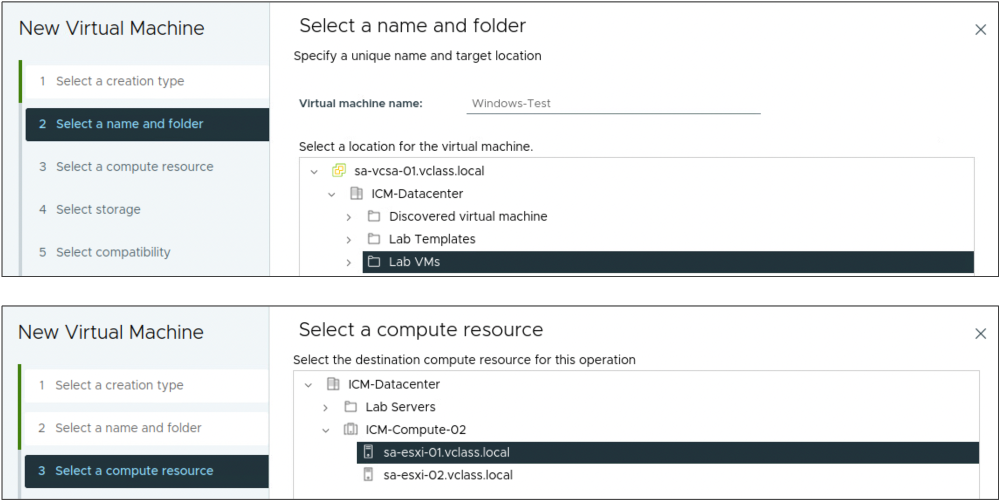 New Virtual Machine
1 Select a creation type
2 Select a name and folder
3 Select a compute resource
4 Select storage
5 Select compatibility
Select a name and folder
Specify a unique name and target location
Virtual machine name: Windows-Test
Select a location for the virtual machine.
sa-vcsa-01.vclass.local
ICM-Datacenter
Discovered virtual machine
Lab Templates
Lab VMs
New Virtual Machine
1 Select a creation type
2 Select a name and folder
3 Select a compute resource
Select a compute resource
Select the destination compute resource for this operation
ICM-Datacenter
Lab Servers
ICM-Compute-02
sa-esxi-01.vclass.local
sa-esxi-02.vclass.local